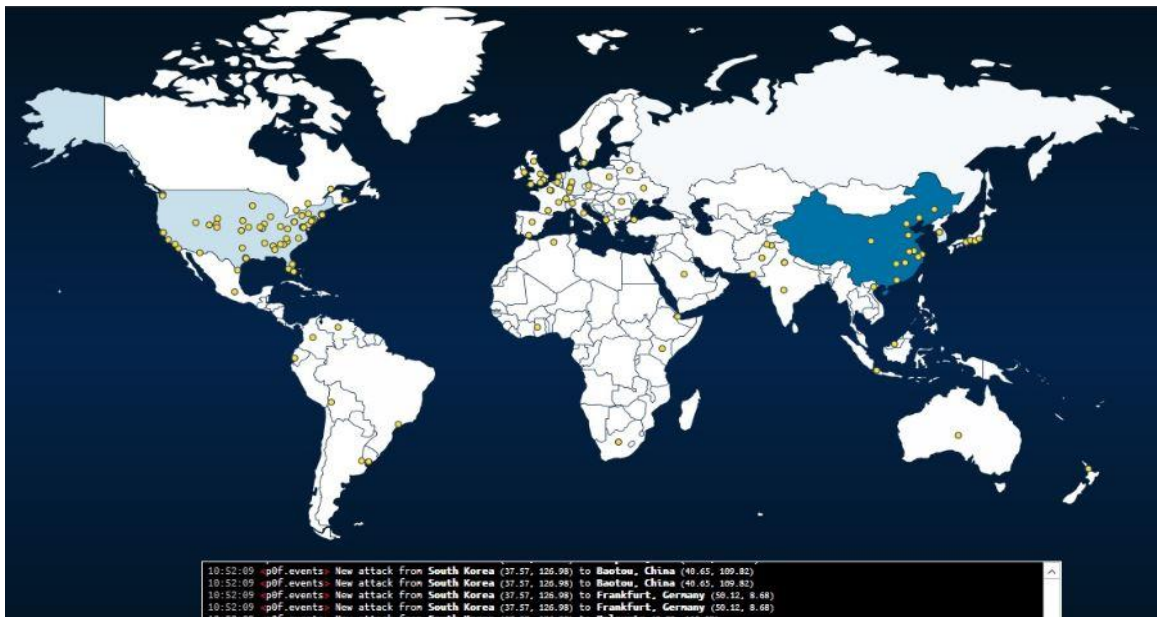 10:52:09 <p0f.events> New attack from South Korea (37.57, 126.98) to Baotou, China (40.65, 109.82)
10:52:09 <p0f.events> New attack from South Korea (37.57, 126.98) to Baotou, China (40.65, 109.82)
10:52:09 <p0f.events> New attack from South Korea (37.57, 126.98) to Frankfurt, Germany (50.12, 8.68)
10:52:09 <p0f.events> New attack from South Korea (37.57, 126.98) to Frankfurt, Germany (50.12, 8.68)